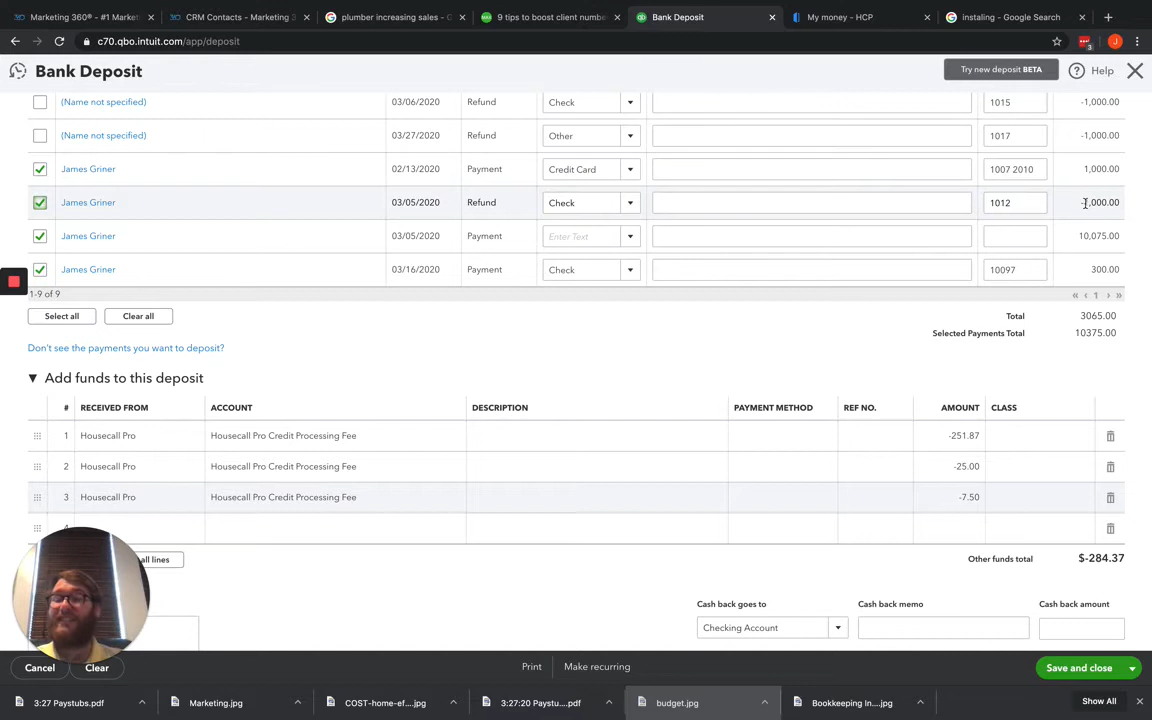 Marketing 360® - #1 Market
CRM Contacts - Marketing 3
plumber increasing sales - G
9 tips to boost client number
Bank Deposit
My money - HCP
instaling - Google Search
c70.qbo.intuit.com/app/deposit
Bank Deposit
Try new deposit BETA
Help
(Name not specified) 03/06/2020 Refund Check 1015 -1,000.00
(Name not specified) 03/27/2020 Refund Other 1017 -1,000.00
James Griner 02/13/2020 Payment Credit Card 1007 2010 1,000.00
James Griner 03/05/2020 Refund Check 1012 -1,000.00
James Griner 03/05/2020 Payment Enter Text 10,075.00
James Griner 03/16/2020 Payment Check 10097 300.00
1-9 of 9 « ‹ 1 › »
Select all Clear all Total 3065.00
Selected Payments Total 10375.00
Don't see the payments you want to deposit?
▼ Add funds to this deposit
# RECEIVED FROM ACCOUNT DESCRIPTION PAYMENT METHOD REF NO. AMOUNT CLASS
1 Housecall Pro Housecall Pro Credit Processing Fee -251.87
2 Housecall Pro Housecall Pro Credit Processing Fee -25.00
3 Housecall Pro Housecall Pro Credit Processing Fee -7.50
all lines Other funds total $-284.37
Cash back goes to Cash back memo Cash back amount
Checking Account
Cancel Clear Print Make recurring Save and close
3:27 Paystubs.pdf Marketing.jpg COST-home-ef....jpg 3:27:20 Paystu....pdf budget.jpg Bookkeeping In....jpg Show All